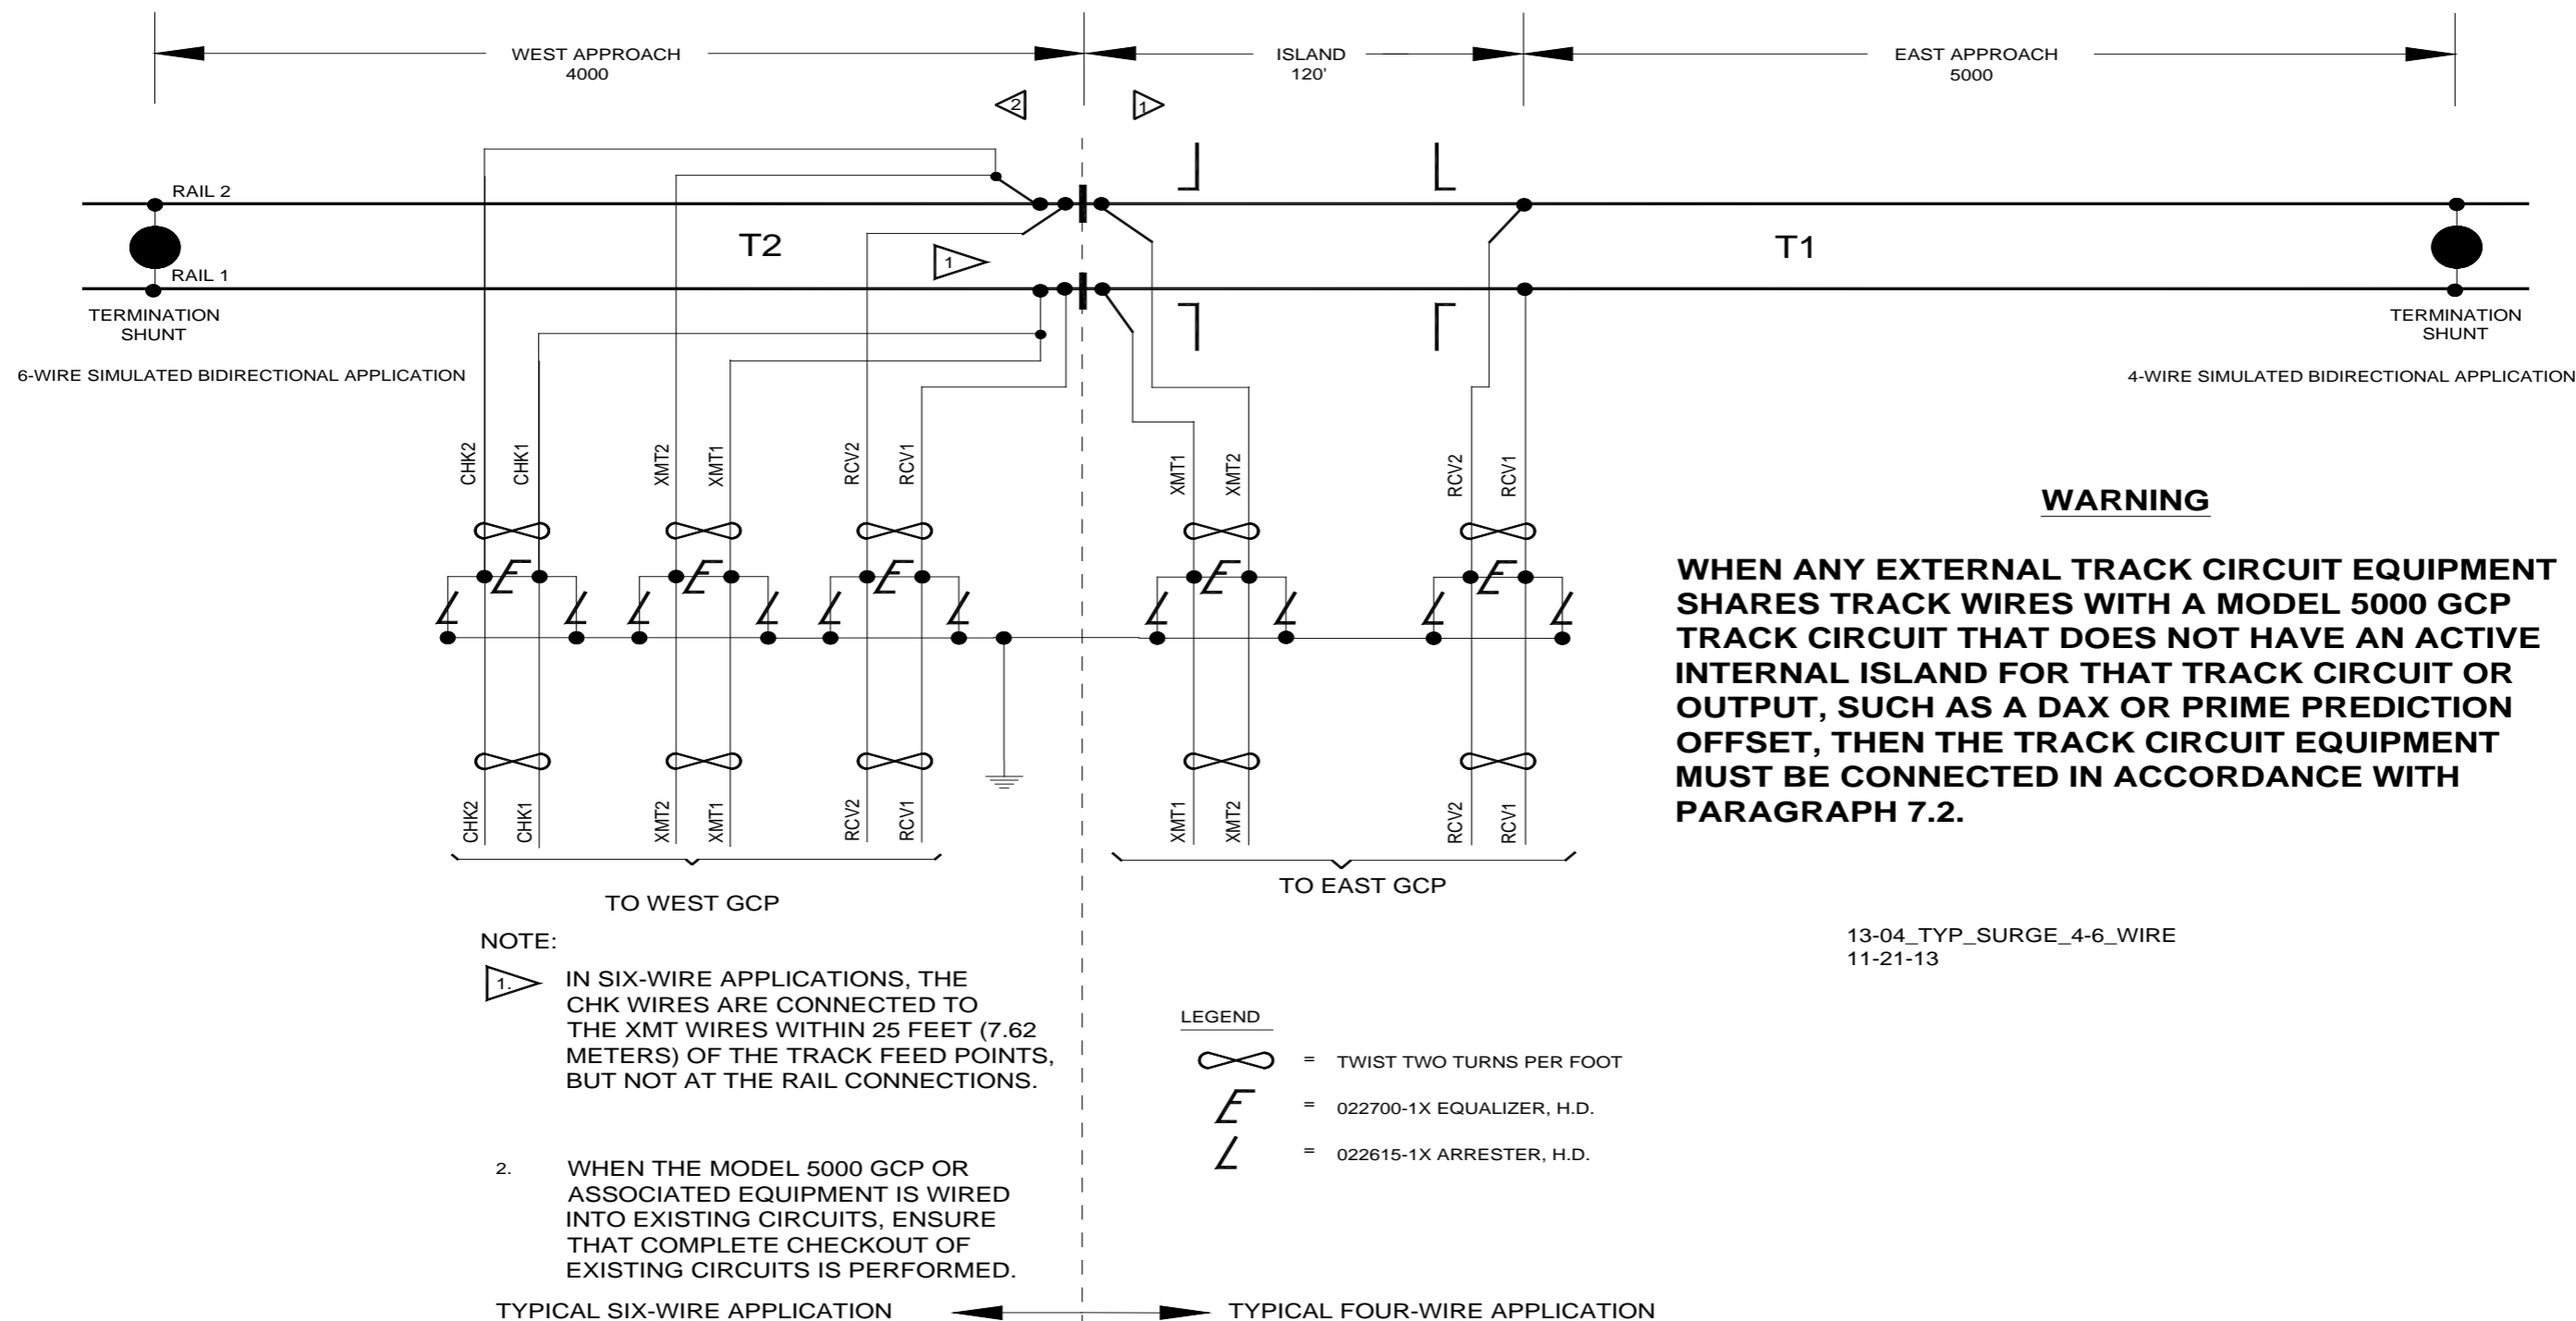 WEST APPROACH
4000
ISLAND
120'
EAST APPROACH
5000
2
1
RAIL 2
T2
T1
1
RAIL 1
TERMINATION
SHUNT
TERMINATION
SHUNT
6-WIRE SIMULATED BIDIRECTIONAL APPLICATION
4-WIRE SIMULATED BIDIRECTIONAL APPLICATION
CHK2
CHK1
XMT2
XMT1
RCV2
RCV1
XMT1
XMT2
RCV2
RCV1
WARNING
WHEN ANY EXTERNAL TRACK CIRCUIT EQUIPMENT
SHARES TRACK WIRES WITH A MODEL 5000 GCP
TRACK CIRCUIT THAT DOES NOT HAVE AN ACTIVE
INTERNAL ISLAND FOR THAT TRACK CIRCUIT OR
OUTPUT, SUCH AS A DAX OR PRIME PREDICTION
OFFSET, THEN THE TRACK CIRCUIT EQUIPMENT
MUST BE CONNECTED IN ACCORDANCE WITH
PARAGRAPH 7.2.
CHK2
CHK1
XMT2
XMT1
RCV2
RCV1
XMT1
XMT2
RCV2
RCV1
TO WEST GCP
TO EAST GCP
13-04_TYP_SURGE_4-6_WIRE
11-21-13
NOTE:
1. IN SIX-WIRE APPLICATIONS, THE
CHK WIRES ARE CONNECTED TO
THE XMT WIRES WITHIN 25 FEET (7.62
METERS) OF THE TRACK FEED POINTS,
BUT NOT AT THE RAIL CONNECTIONS.
2. WHEN THE MODEL 5000 GCP OR
ASSOCIATED EQUIPMENT IS WIRED
INTO EXISTING CIRCUITS, ENSURE
THAT COMPLETE CHECKOUT OF
EXISTING CIRCUITS IS PERFORMED.
LEGEND
= TWIST TWO TURNS PER FOOT
= 022700-1X EQUALIZER, H.D.
= 022615-1X ARRESTER, H.D.
TYPICAL SIX-WIRE APPLICATION
TYPICAL FOUR-WIRE APPLICATION